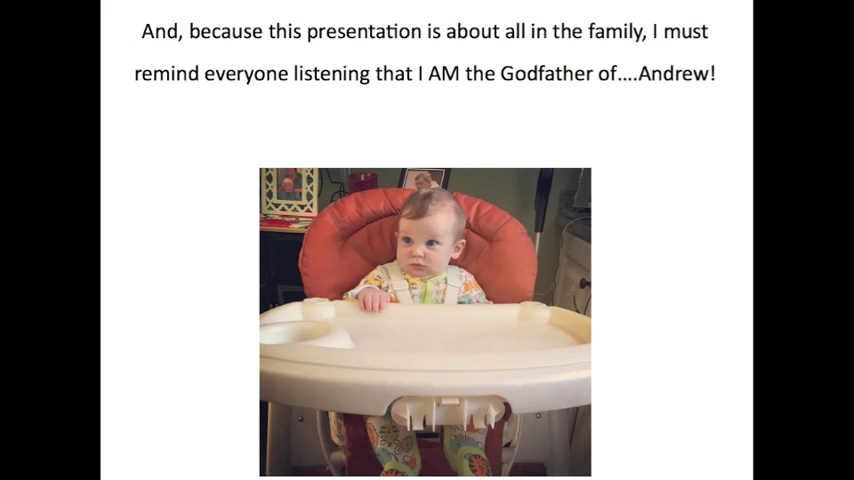 And, because this presentation is about all in the family, I must
remind everyone listening that I AM the Godfather of....Andrew!